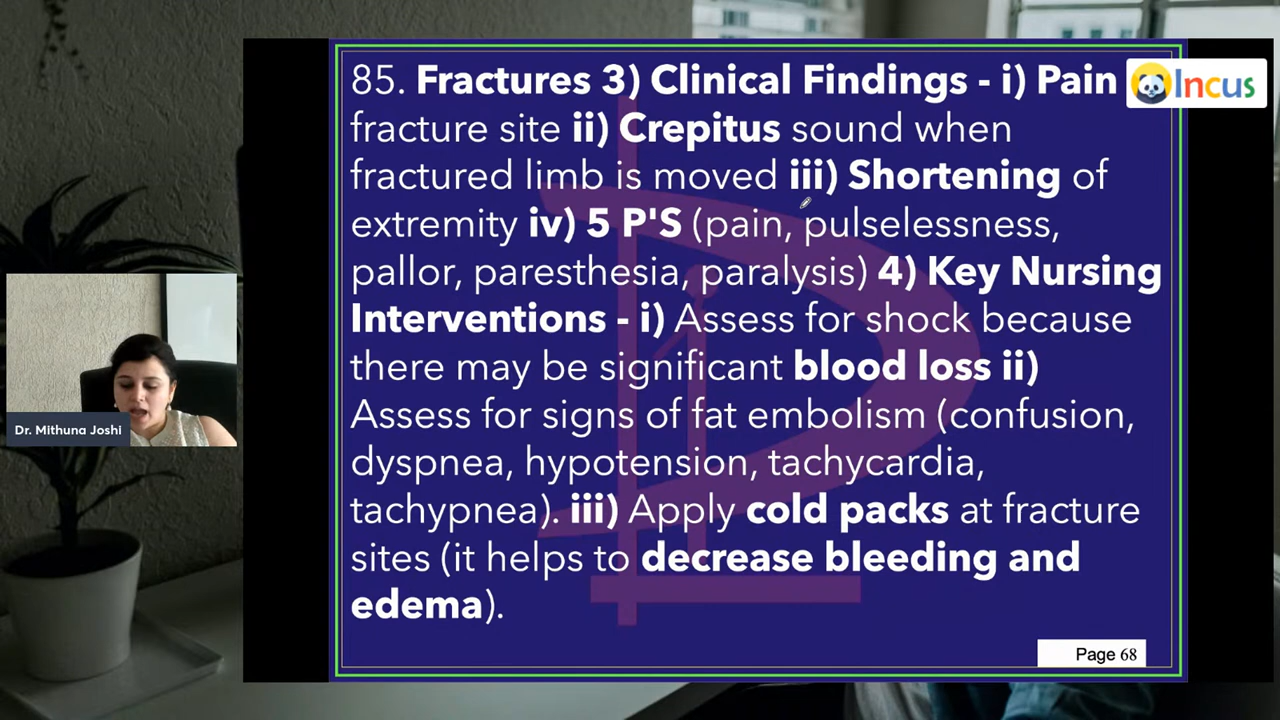 85. Fractures 3) Clinical Findings - i) Pain
fracture site ii) Crepitus sound when
fractured limb is moved iii) Shortening of
extremity iv) 5 P'S (pain, pulselessness,
pallor, paresthesia, paralysis) 4) Key Nursing
Interventions - i) Assess for shock because
there may be significant blood loss ii)
Assess for signs of fat embolism (confusion,
dyspnea, hypotension, tachycardia,
tachypnea). iii) Apply cold packs at fracture
sites (it helps to decrease bleeding and
edema).
Page 68
Incus
Dr. Mithuna Joshi